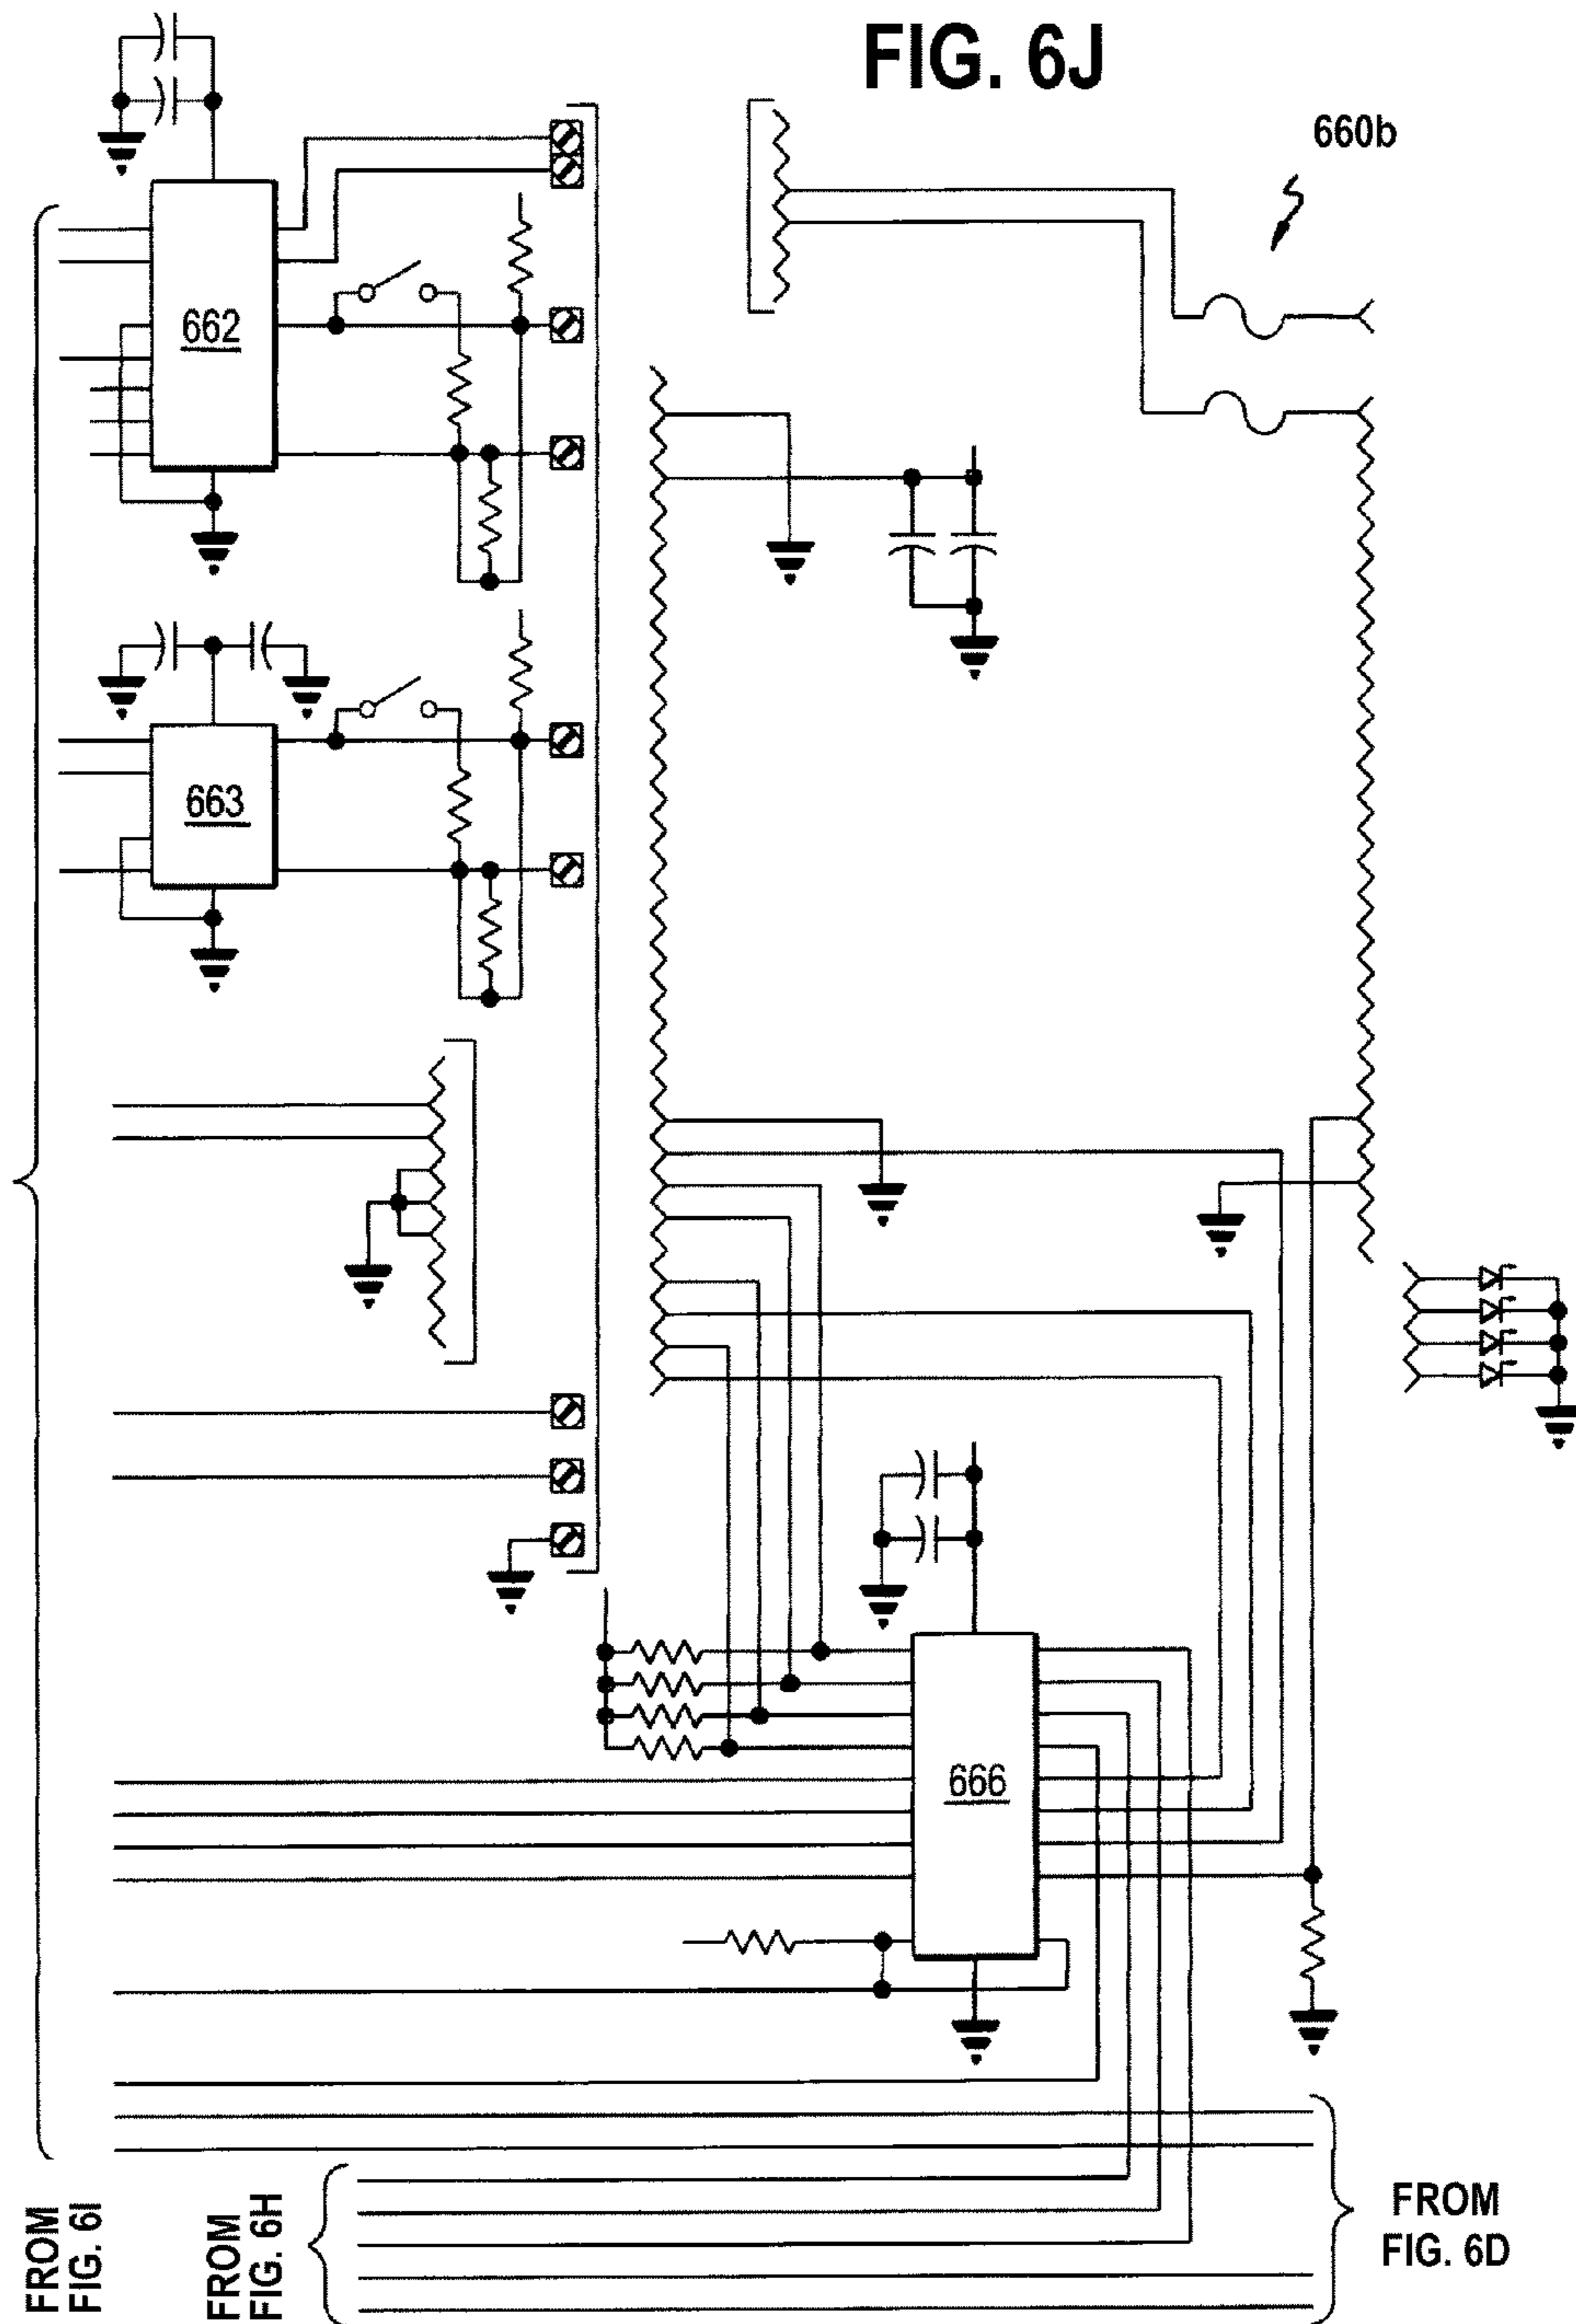 FIG. 6J
660b
662
663
666
FROM
FIG. 6I
FROM
FIG. 6H
FROM
FIG. 6D